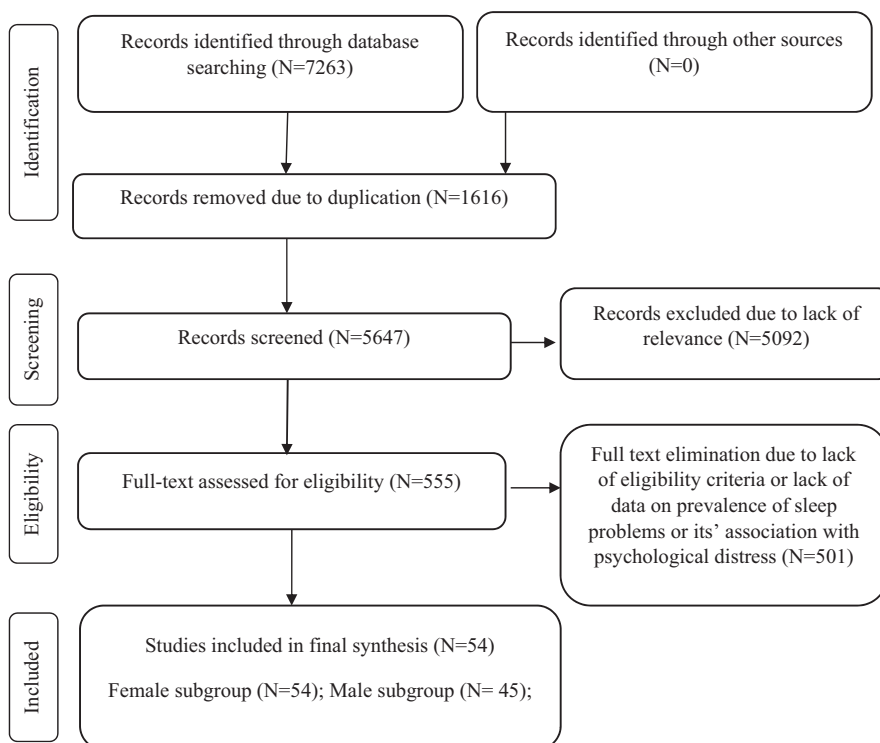 Identification
Records identified through database
searching (N=7263)
Records identified through other sources
(N=0)
Records removed due to duplication (N=1616)
Screening
Records screened (N=5647)
Records excluded due to lack of
relevance (N=5092)
Eligibility
Full-text assessed for eligibility (N=555)
Full text elimination due to lack
of eligibility criteria or lack of
data on prevalence of sleep
problems or its’ association with
psychological distress (N=501)
Included
Studies included in final synthesis (N=54)
Female subgroup (N=54); Male subgroup (N= 45);